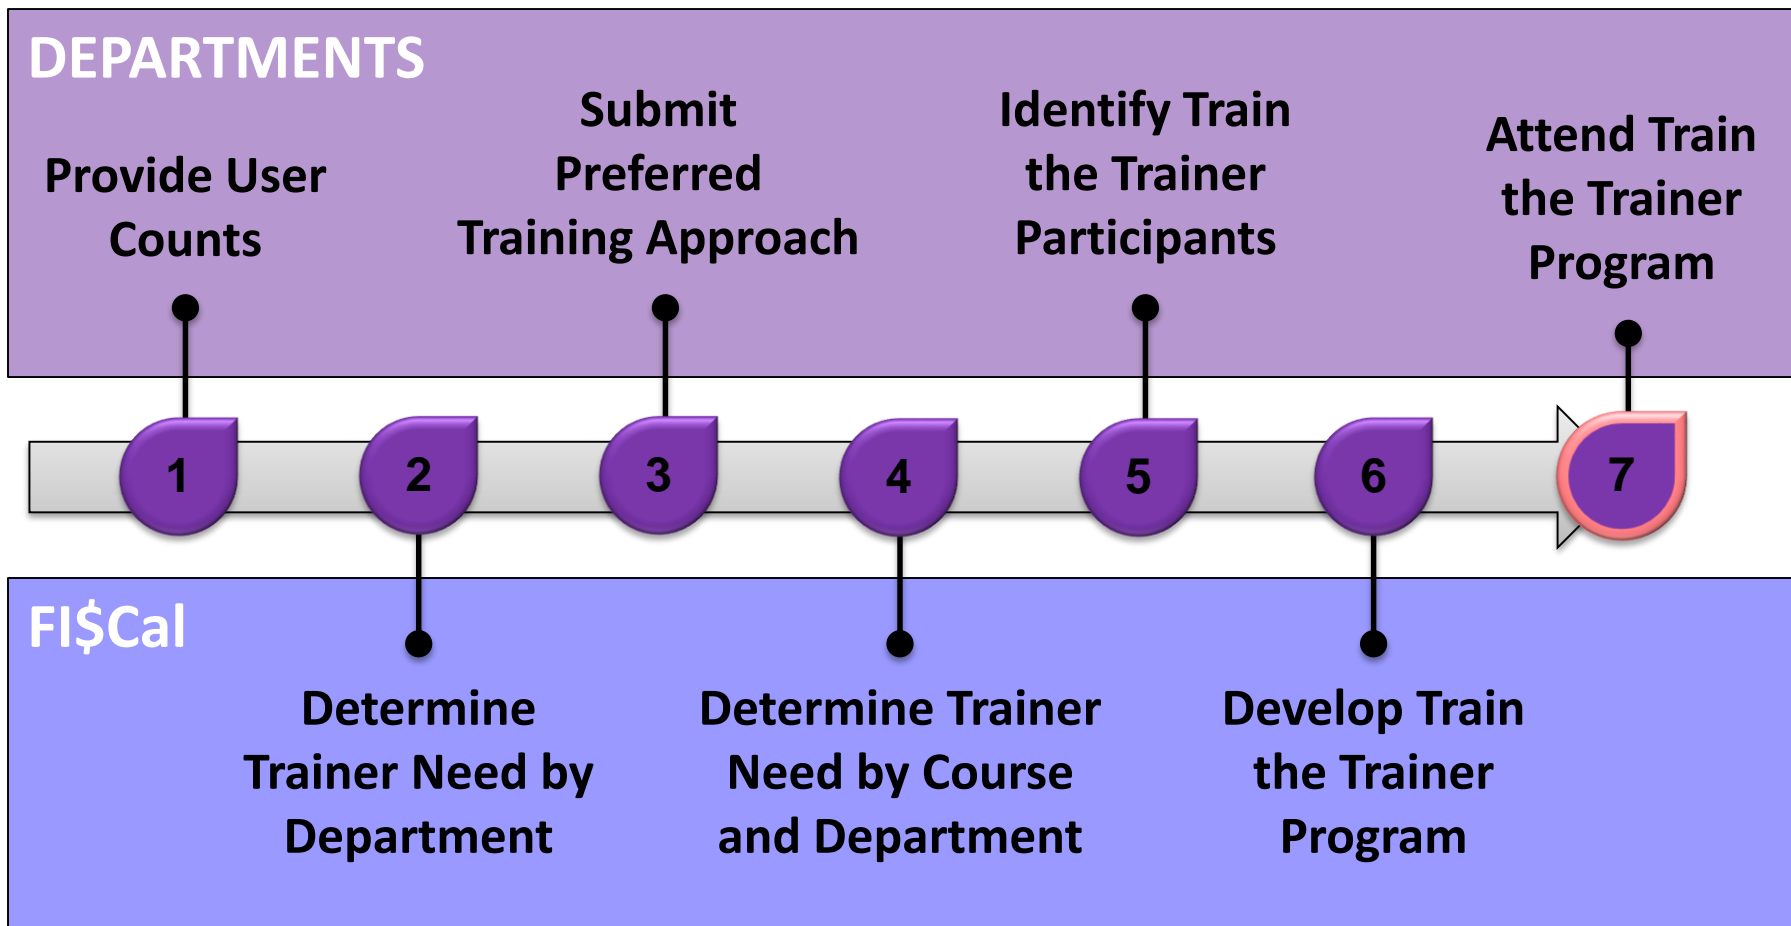 DEPARTMENTS
Provide User
Counts
Submit
Preferred
Training Approach
Identify Train
the Trainer
Participants
Attend Train
the Trainer
Program
1
2
3
4
5
6
7
FI$Cal
Determine
Trainer Need by
Department
Determine Trainer
Need by Course
and Department
Develop Train
the Trainer
Program